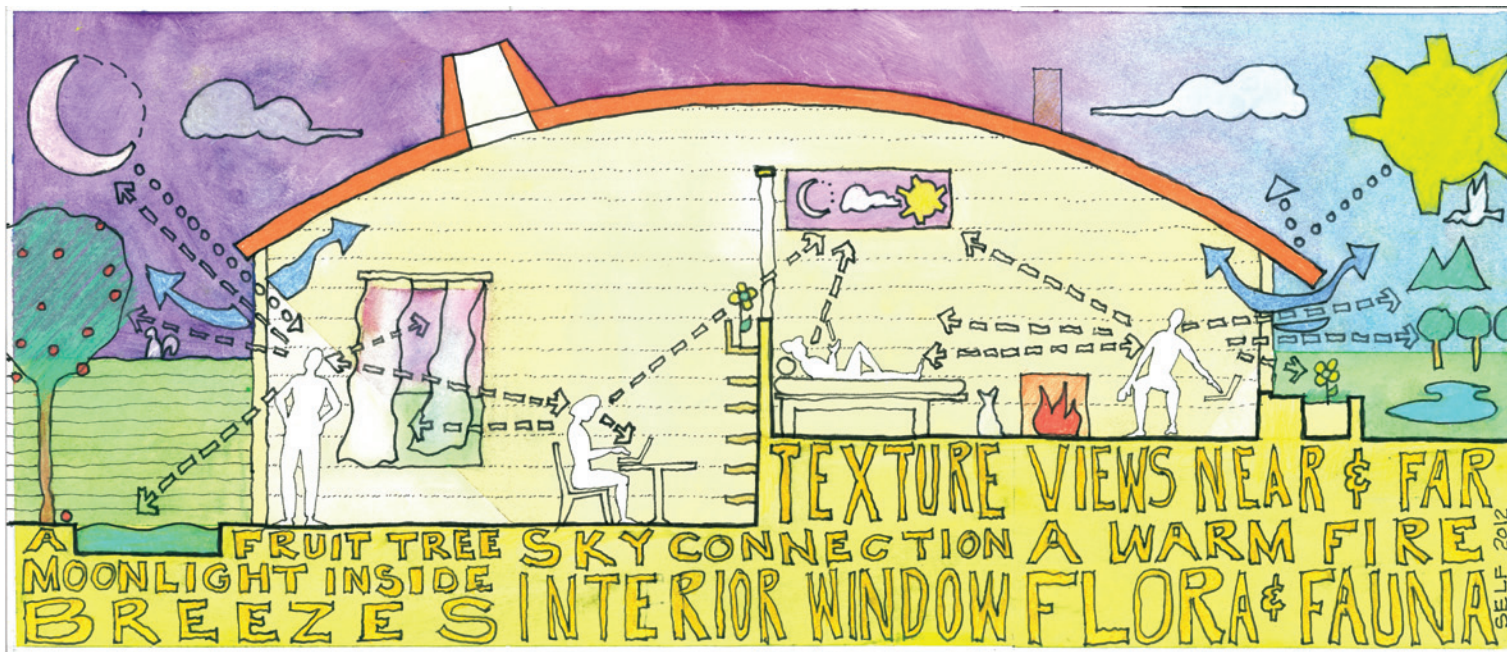 TEXTURE VIEWS NEAR & FAR
A FRUIT TREE SKY CONNECTION A WARM FIRE
MOONLIGHT INSIDE INTERIOR WINDOW FLORA & FAUNA
BREEZES
SELF 2012